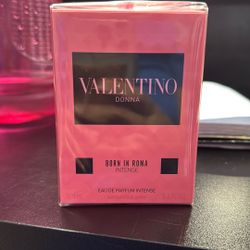 VALENTINO
DONNA
BORN IN ROMA
INTENSE
EAU DE PARFUM INTENSE